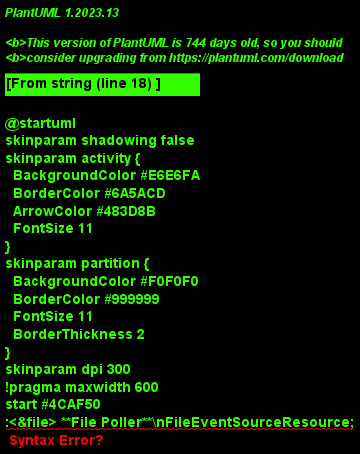 PlantUML 1.2023.13
<b>This version of PlantUML is 744 days old, so you should
<b>consider upgrading from https://plantuml.com/download
[From string (line 18) ]
@startuml
skinparam shadowing false
skinparam activity {
  BackgroundColor #E6E6FA
  BorderColor #6A5ACD
  ArrowColor #483D8B
  FontSize 11
}
skinparam partition {
  BackgroundColor #F0F0F0
  BorderColor #999999
  FontSize 11
  BorderThickness 2
}
skinparam dpi 300
!pragma maxwidth 600
start #4CAF50
:<&file> **File Poller**\nFileEventSourceResource;
Syntax Error?